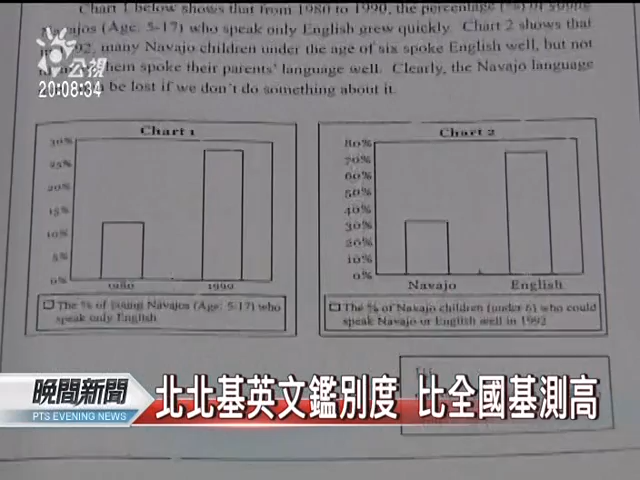 Chart 1 below shows that from 1980 to 1990, the percentage (%) of young
Navajos (Age: 5-17) who speak only English grew quickly. Chart 2 shows that
many Navajo children under the age of six spoke English well, but not
them spoke their parents' language well. Clearly, the Navajo language
be lost if we don't do something about it.
公視
20:08:34
Chart 1
30%
25%
20%
15%
10%
5%
0%
1980
1990
The % of young Navajos (Age: 5-17) who
speak only English
Chart 2
80%
70%
60%
50%
40%
30%
20%
10%
0%
Navajo
English
The % of Navajo children (under 6) who could
speak Navajo or English well in 1992
晚間新聞
PTS EVENING NEWS
北北基英文鑑別度 比全國基測高